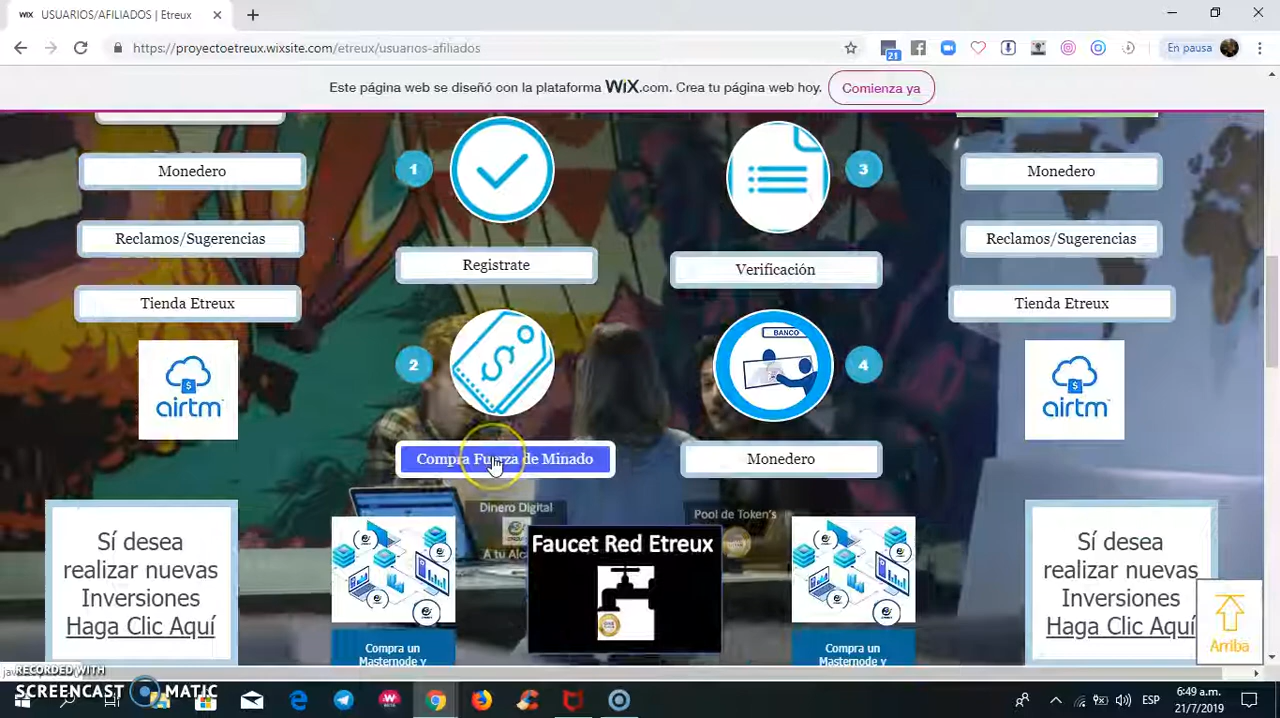 WiX USUARIOS/AFILIADOS | Etreux
https://proyectoetreux.wixsite.com/etreux/usuarios-afiliados
21
En pausa
Este página web se diseñó con la plataforma WiX.com. Crea tu página web hoy.
Comienza ya
Monedero
1
3
Monedero
Reclamos/Sugerencias
Registrate
Verificación
Reclamos/Sugerencias
Tienda Etreux
Tienda Etreux
BANCO
2
4
airtm
airtm
Compra Fuerza de Minado
Monedero
Dinero Digital
Pool de Token's
Sí desea
realizar nuevas
Inversiones
Haga Clic Aquí
A tu
Faucet Red Etreux
Compra un
Masternode y
Compra un
Masternode y
Sí desea
realizar nuevas
Inversiones
Haga Clic Aquí
Arriba
RECORDED WITH
SCREENCAST MATIC
ESP
6:49 a.m.
21/7/2019